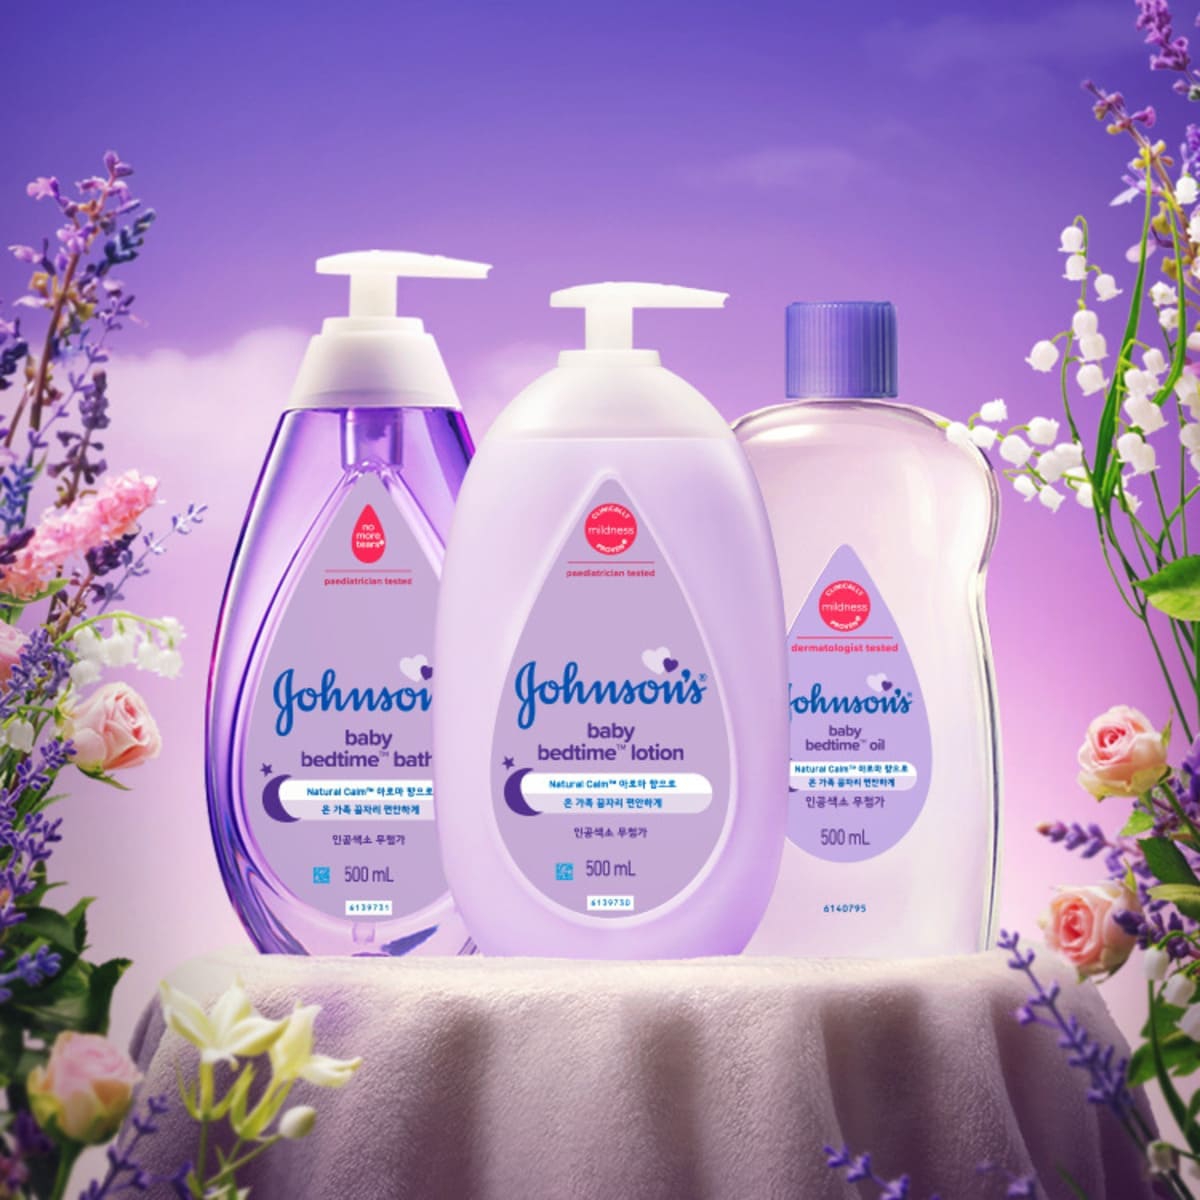 no
more
tears®
paediatrician tested
Johnson
baby
bedtime™ bath
Natural Calm™ 아로마 향으로
온 가족 꿀자리 편안하게
인공색소 무첨가
500 mL
6139731
CLINICALLY
mildness
PROVEN®
paediatrician tested
Johnson's®
baby
bedtime™ lotion
Natural Calm™ 아로마 향으로
온 가족 꿀자리 편안하게
인공색소 무첨가
500 mL
6139730
CLINICALLY
mildness
PROVEN®
dermatologist tested
Johnson's®
baby
bedtime™ oil
Natural Calm™ 아로마 향으로
온 가족 꿀자리 편안하게
인공색소 무첨가
500 mL
6140795